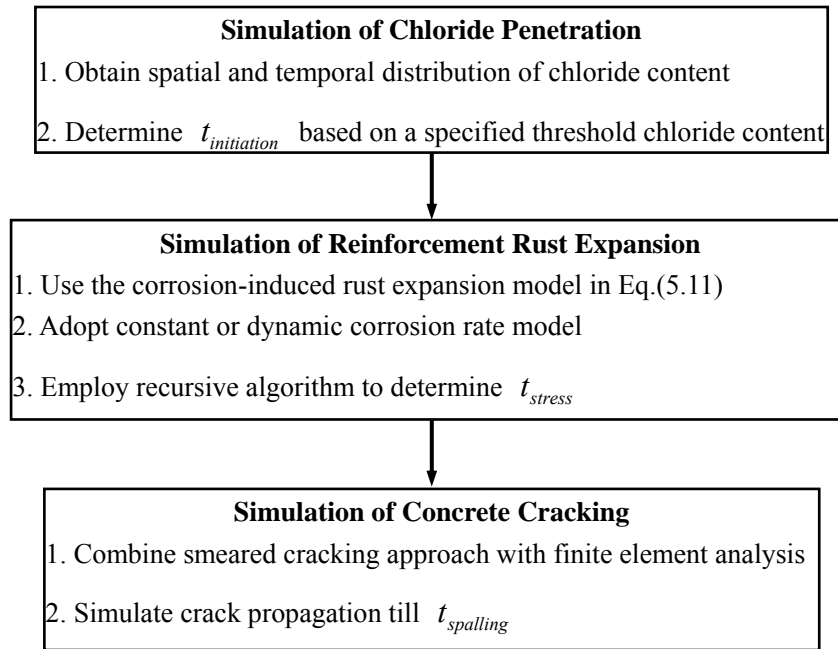 Simulation of Chloride Penetration
1. Obtain spatial and temporal distribution of chloride content
2. Determine t_initiation based on a specified threshold chloride content
Simulation of Reinforcement Rust Expansion
1. Use the corrosion-induced rust expansion model in Eq.(5.11)
2. Adopt constant or dynamic corrosion rate model
3. Employ recursive algorithm to determine t_stress
Simulation of Concrete Cracking
1. Combine smeared cracking approach with finite element analysis
2. Simulate crack propagation till t_spalling